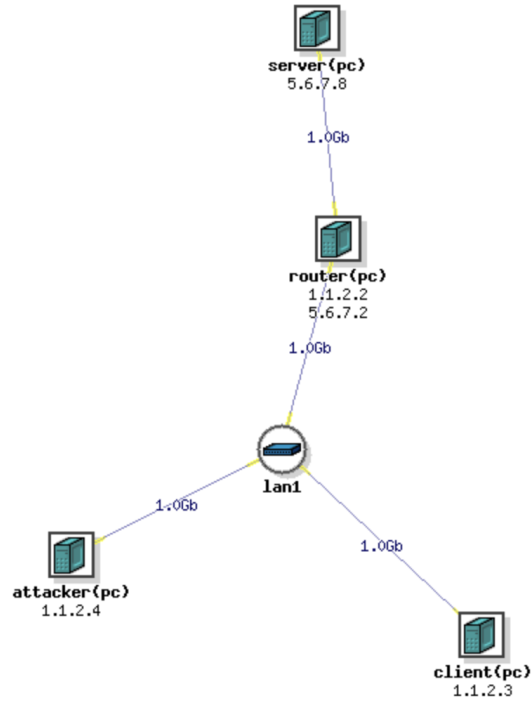 server(pc)
5.6.7.8
1.0Gb
router(pc)
1.1.2.2
5.6.7.2
1.0Gb
lan1
1.0Gb
1.0Gb
attacker(pc)
1.1.2.4
client(pc)
1.1.2.3